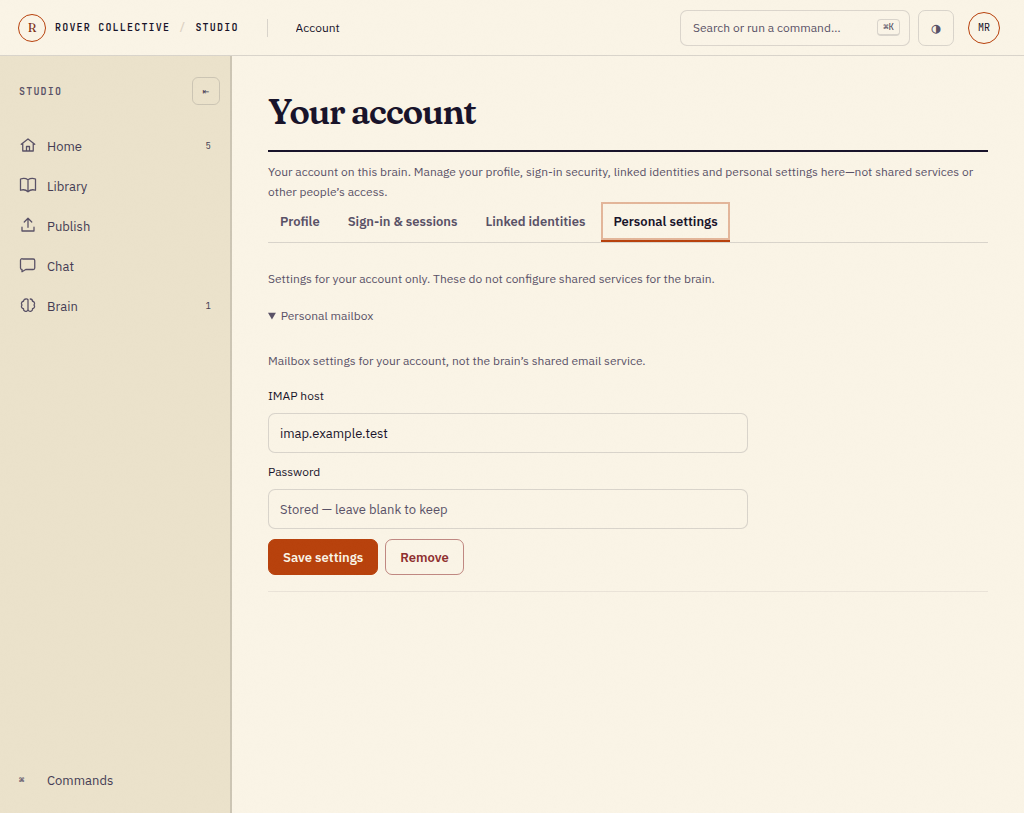 R ROVER COLLECTIVE / STUDIO Account Search or run a command... ⌘K MR
STUDIO
Home 5
Library
Publish
Chat
Brain 1
⌘ Commands
Your account
Your account on this brain. Manage your profile, sign-in security, linked identities and personal settings here—not shared services or
other people's access.
Profile Sign-in & sessions Linked identities Personal settings
Settings for your account only. These do not configure shared services for the brain.
▼ Personal mailbox
Mailbox settings for your account, not the brain's shared email service.
IMAP host
imap.example.test
Password
Stored — leave blank to keep
Save settings Remove